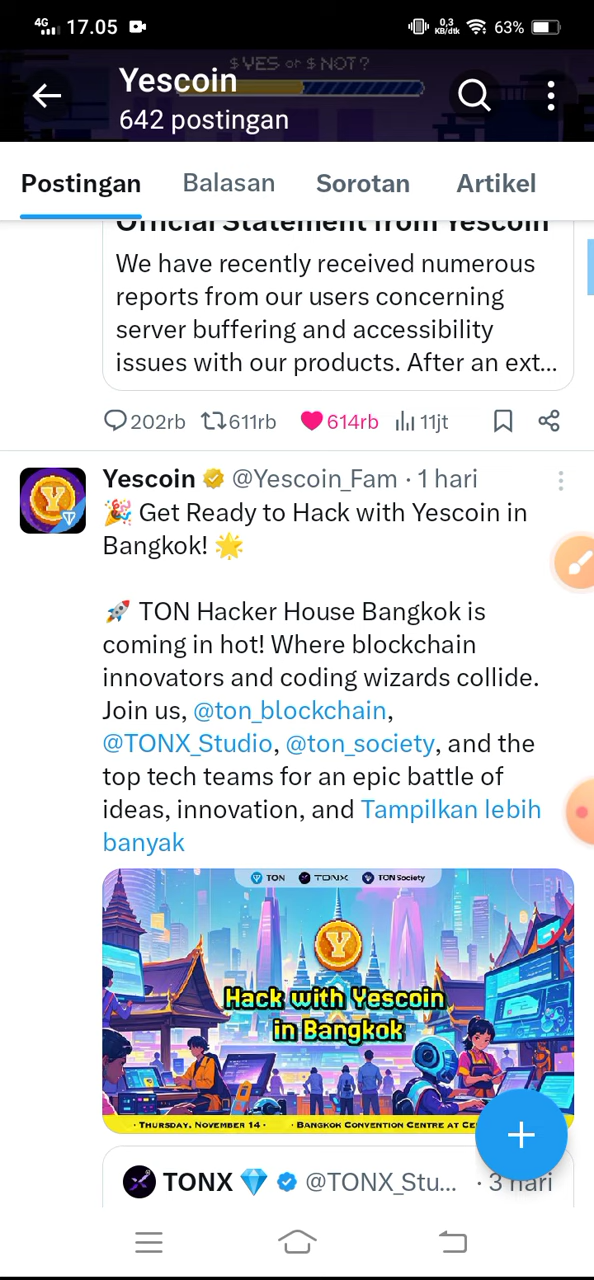 4G 17.05 0,3 KB/dtk 63%
$YES or $NOT?
Yescoin
642 postingan
Postingan Balasan Sorotan Artikel
Official Statement from Yescoin
We have recently received numerous
reports from our users concerning
server buffering and accessibility
issues with our products. After an ext...
202rb 611rb 614rb 11jt
Yescoin @Yescoin_Fam · 1 hari
🎉 Get Ready to Hack with Yescoin in
Bangkok! 🌟
🚀 TON Hacker House Bangkok is
coming in hot! Where blockchain
innovators and coding wizards collide.
Join us, @ton_blockchain,
@TONX_Studio, @ton_society, and the
top tech teams for an epic battle of
ideas, innovation, and Tampilkan lebih
banyak
TON TONX TON Society
Y
Hack with Yescoin
in Bangkok
· Thursday, November 14 · · Bangkok Convention Centre at
TONX 💎 @TONX_Stu... · 3 hari